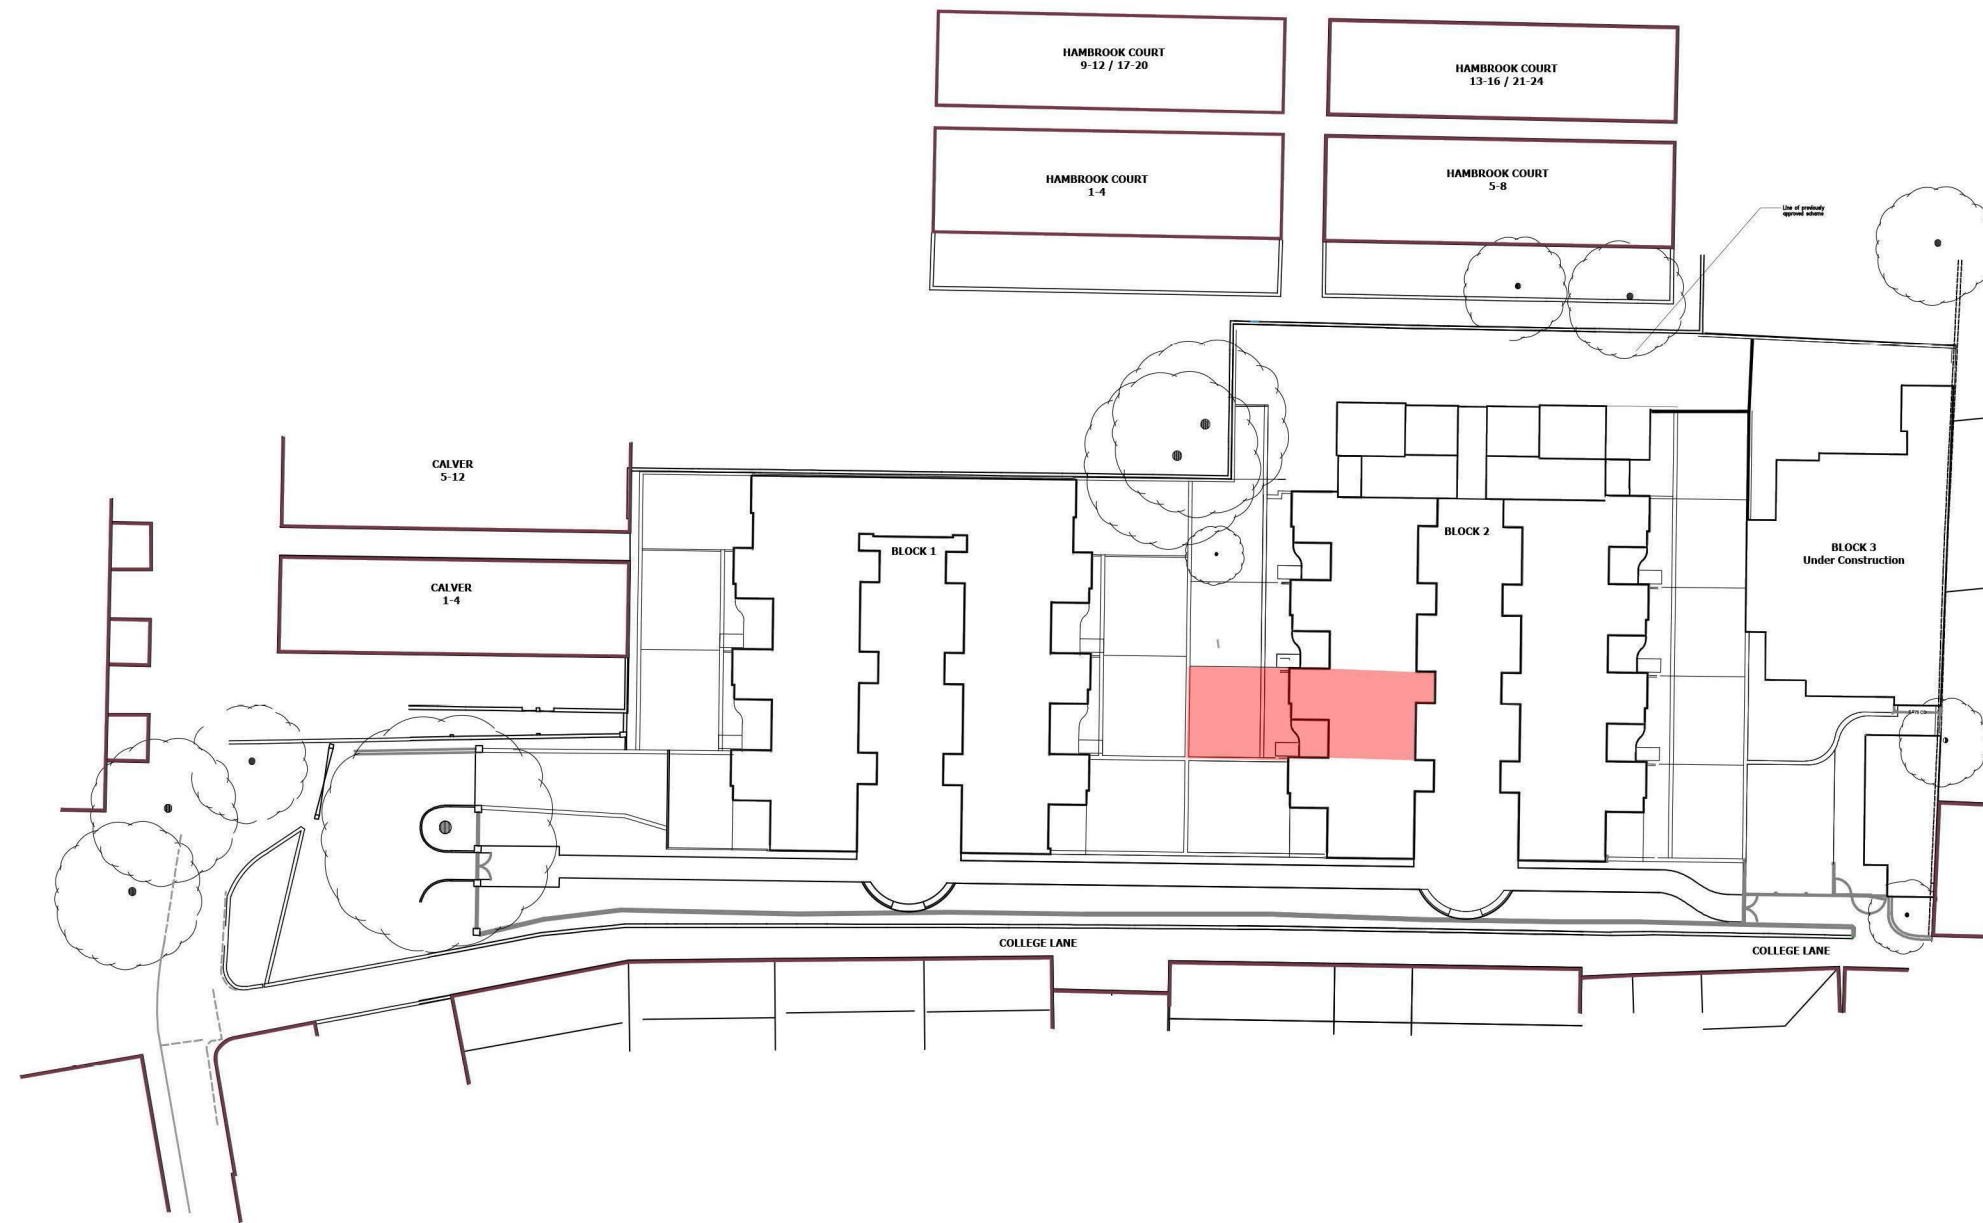 HAMBROOK COURT
9-12 / 17-20
HAMBROOK COURT
13-16 / 21-24
HAMBROOK COURT
1-4
HAMBROOK COURT
5-8
Line of previously
approved scheme
CALVER
5-12
BLOCK 1
BLOCK 2
BLOCK 3
Under Construction
CALVER
1-4
COLLEGE LANE
COLLEGE LANE